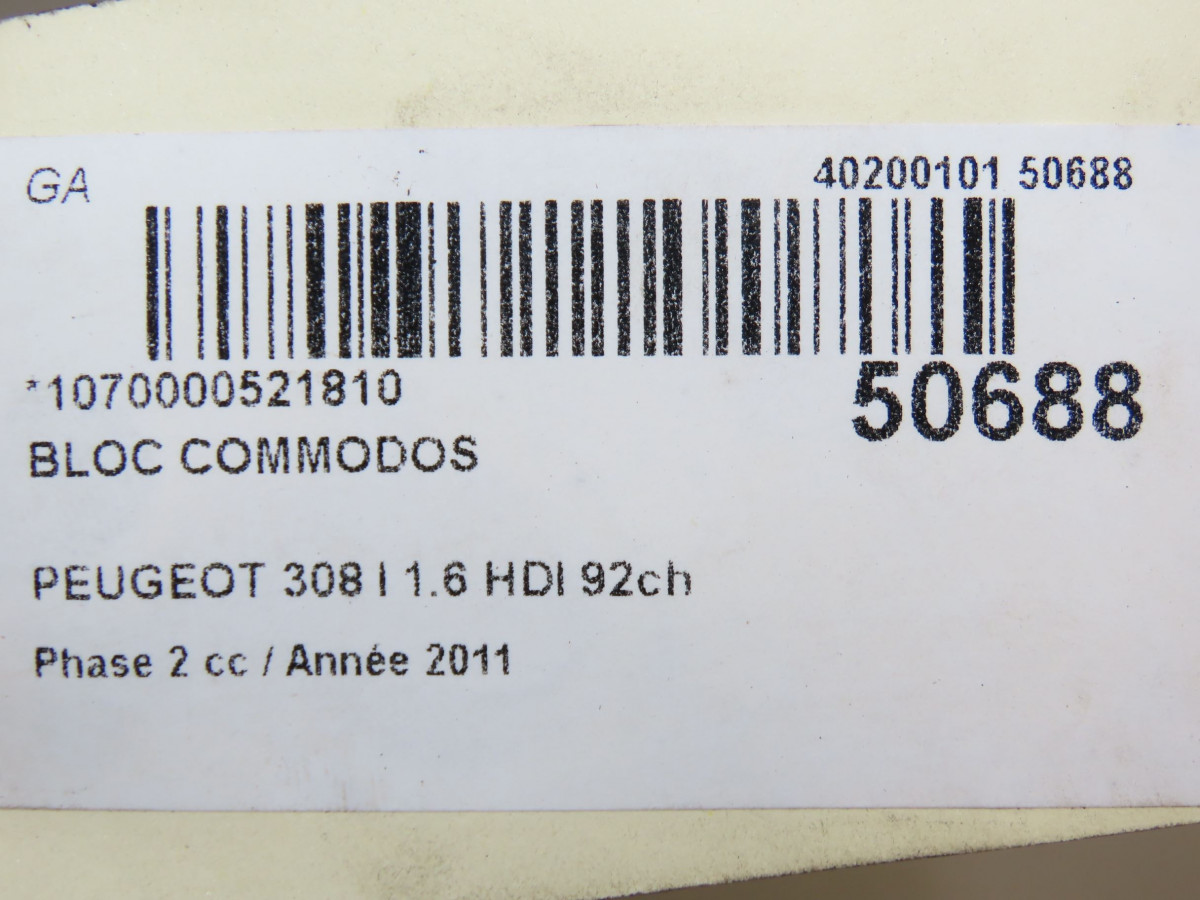 GA
40200101 50688
*1070000521810
50688
BLOC COMMODOS
PEUGEOT 308 I 1.6 HDI 92ch
Phase 2 cc / Année 2011